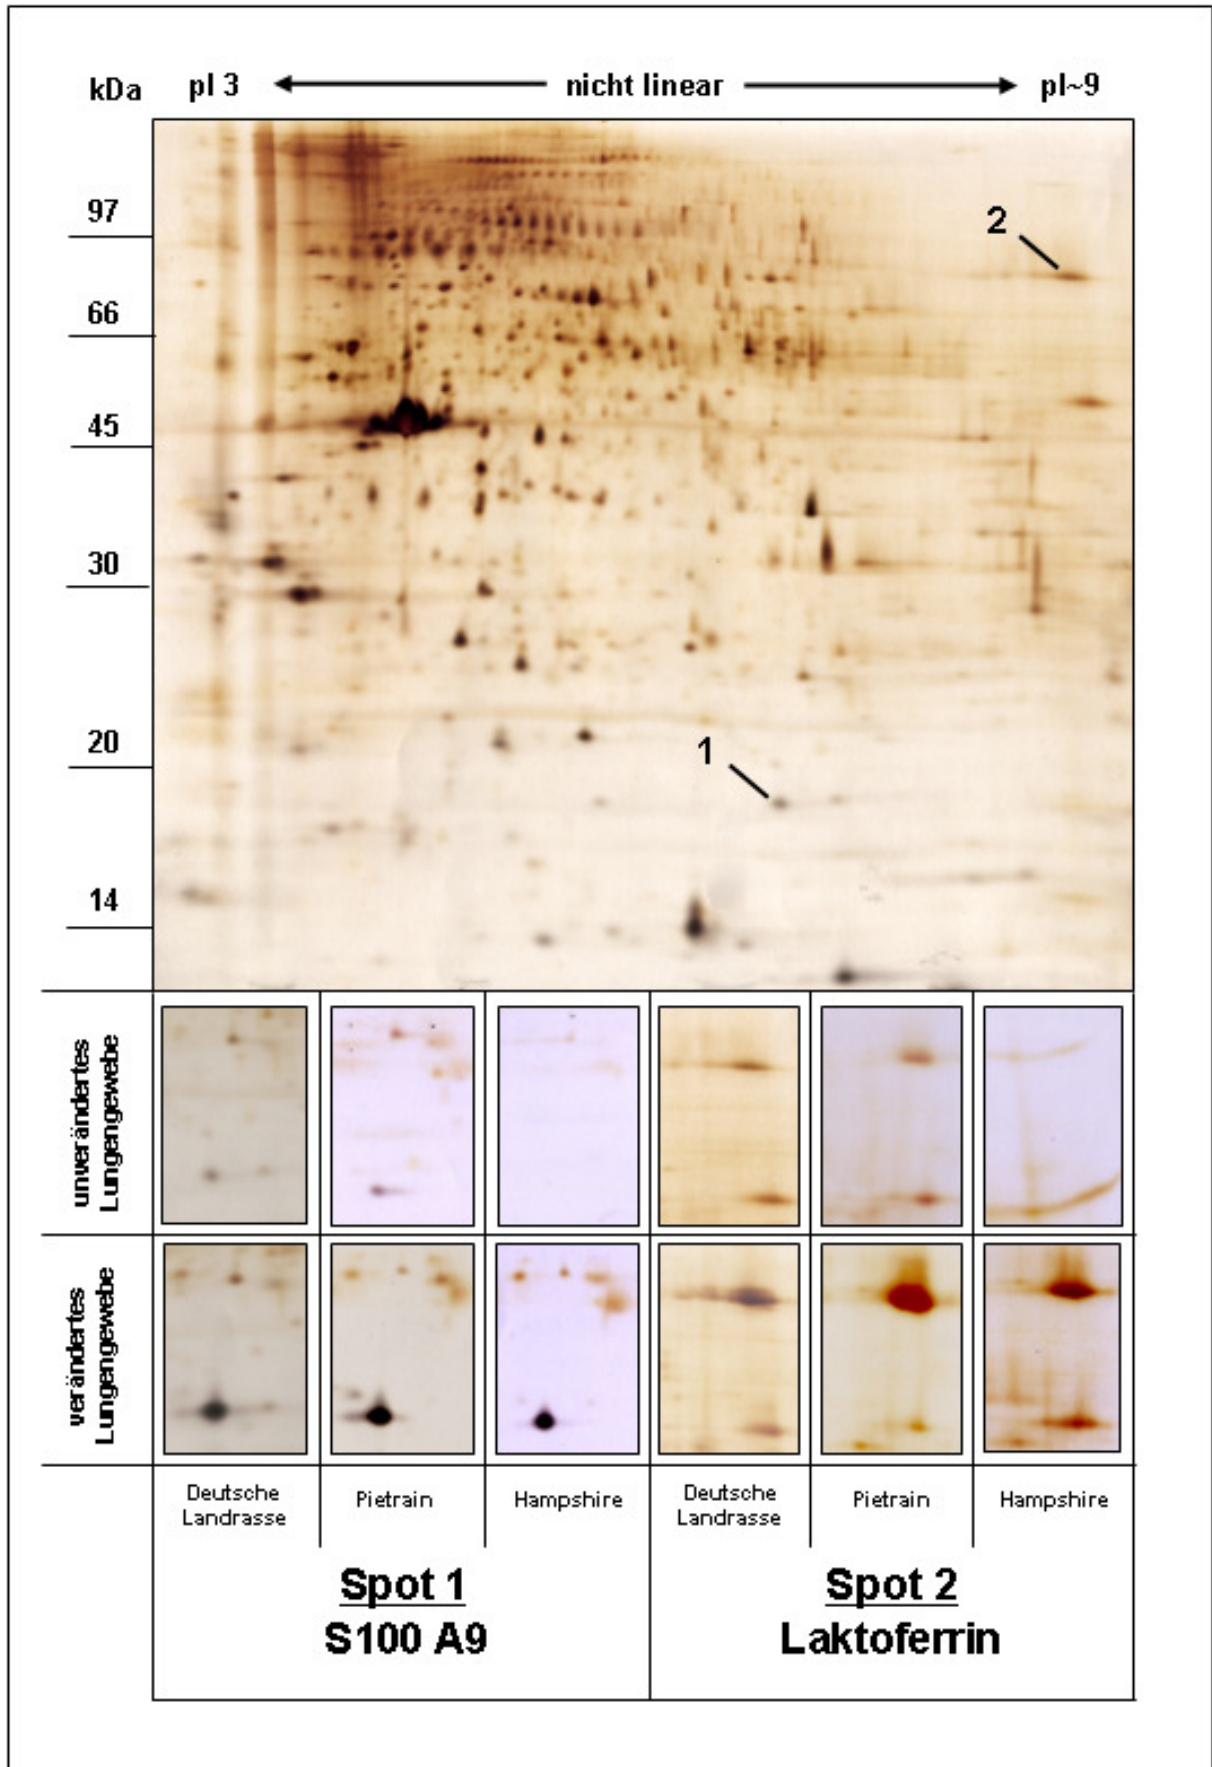 kDa pI 3 nicht linear pI~9
97
2
66
45
30
20
1
14
unverändertes
Lungengewebe
verändertes
Lungengewebe
Deutsche
Landrasse
Pietrain
Hampshire
Deutsche
Landrasse
Pietrain
Hampshire
Spot 1
S100 A9
Spot 2
Laktoferrin